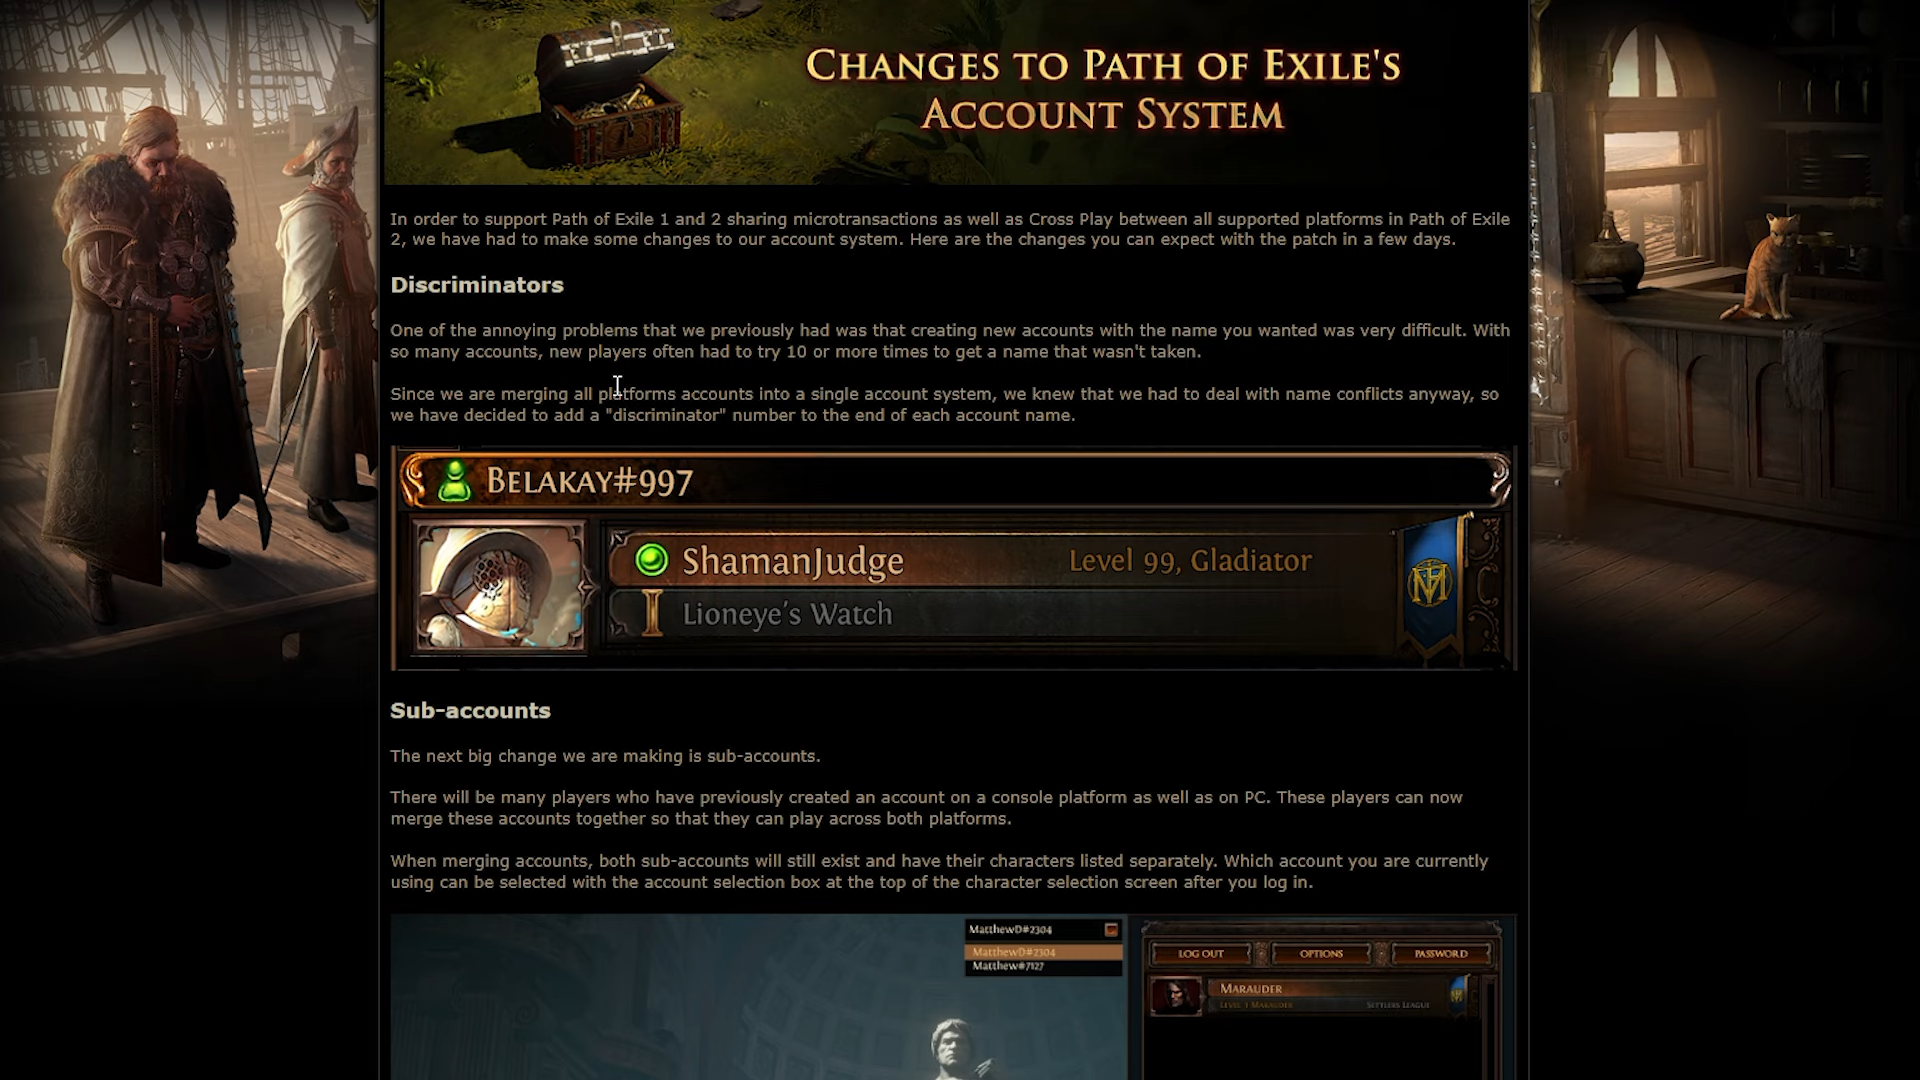 CHANGES TO PATH OF EXILE'S
ACCOUNT SYSTEM
In order to support Path of Exile 1 and 2 sharing microtransactions as well as Cross Play between all supported platforms in Path of Exile
2, we have had to make some changes to our account system. Here are the changes you can expect with the patch in a few days.
Discriminators
One of the annoying problems that we previously had was that creating new accounts with the name you wanted was very difficult. With
so many accounts, new players often had to try 10 or more times to get a name that wasn't taken.
Since we are merging all platforms accounts into a single account system, we knew that we had to deal with name conflicts anyway, so
we have decided to add a "discriminator" number to the end of each account name.
BELAKAY#997
ShamanJudge
Level 99, Gladiator
Lioneye's Watch
Sub-accounts
The next big change we are making is sub-accounts.
There will be many players who have previously created an account on a console platform as well as on PC. These players can now
merge these accounts together so that they can play across both platforms.
When merging accounts, both sub-accounts will still exist and have their characters listed separately. Which account you are currently
using can be selected with the account selection box at the top of the character selection screen after you log in.
MatthewD#2304
MatthewD#2304
Matthew#7127
LOG OUT
OPTIONS
PASSWORD
MARAUDER
LEVEL 1 MARAUDER
SETTLERS LEAGUE